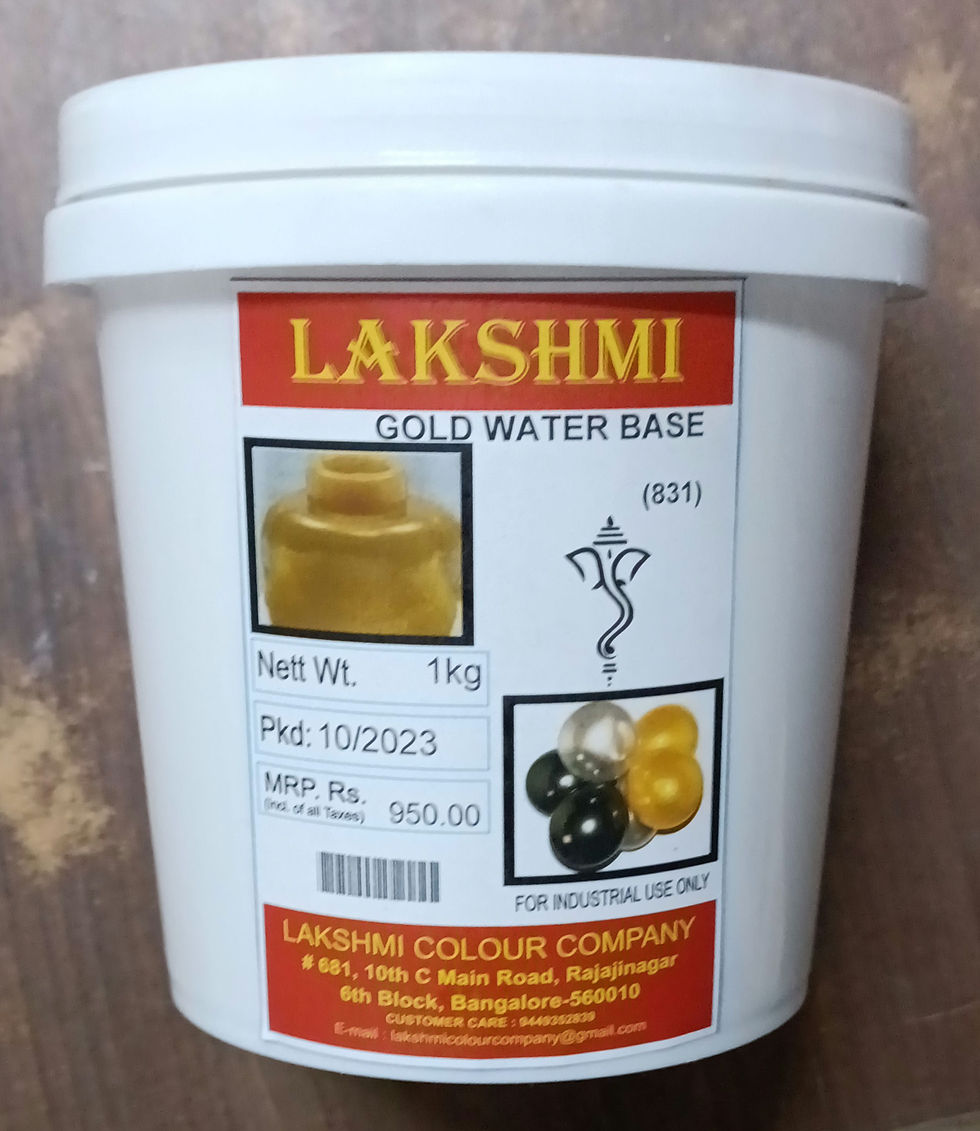 LAKSHMI
GOLD WATER BASE
(831)
Nett Wt. 1kg
Pkd: 10/2023
MRP. Rs. 950.00
(Incl. of all Taxes)
FOR INDUSTRIAL USE ONLY
LAKSHMI COLOUR COMPANY
# 681, 10th C Main Road, Rajajinagar
6th Block, Bangalore-560010
CUSTOMER CARE : 9449352839
E-mail : lakshmicolourcompany@gmail.com